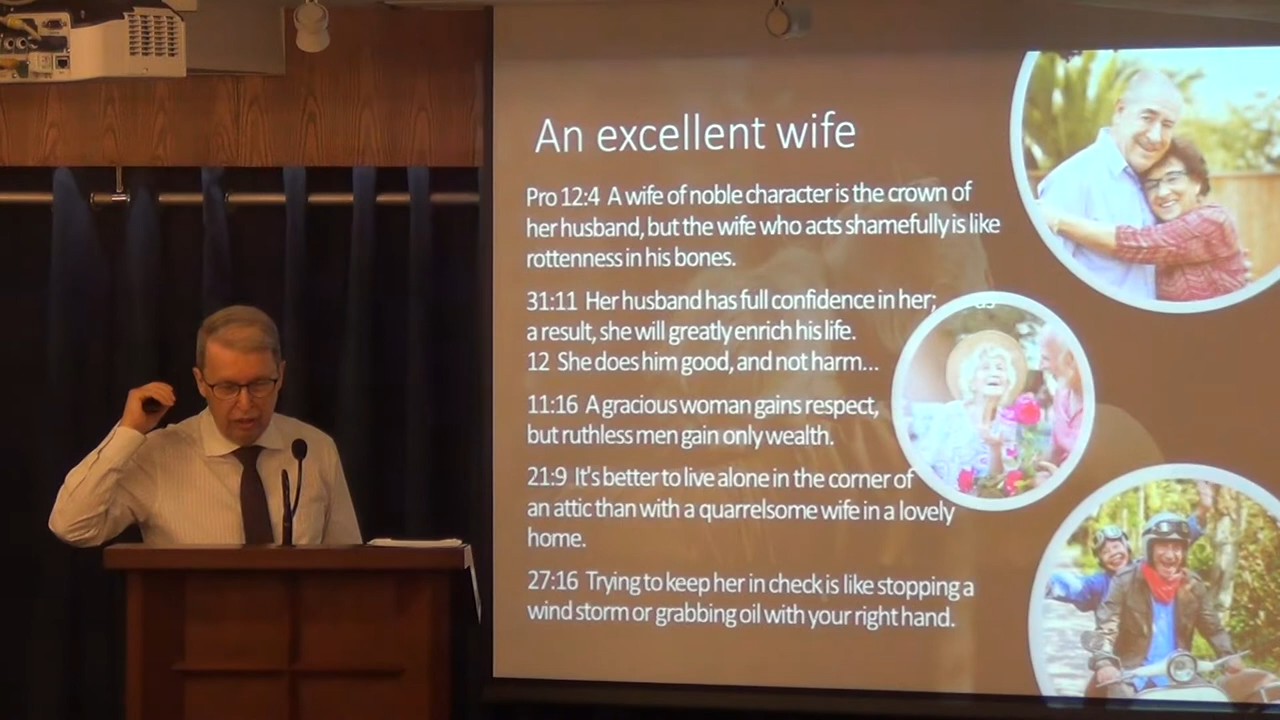 An excellent wife
Pro 12:4 A wife of noble character is the crown of
her husband, but the wife who acts shamefully is like
rottenness in his bones.
31:11 Her husband has full confidence in her; as
a result, she will greatly enrich his life.
12 She does him good, and not harm...
11:16 A gracious woman gains respect,
but ruthless men gain only wealth.
21:9 It's better to live alone in the corner of
an attic than with a quarrelsome wife in a lovely
home.
27:16 Trying to keep her in check is like stopping a
wind storm or grabbing oil with your right hand.